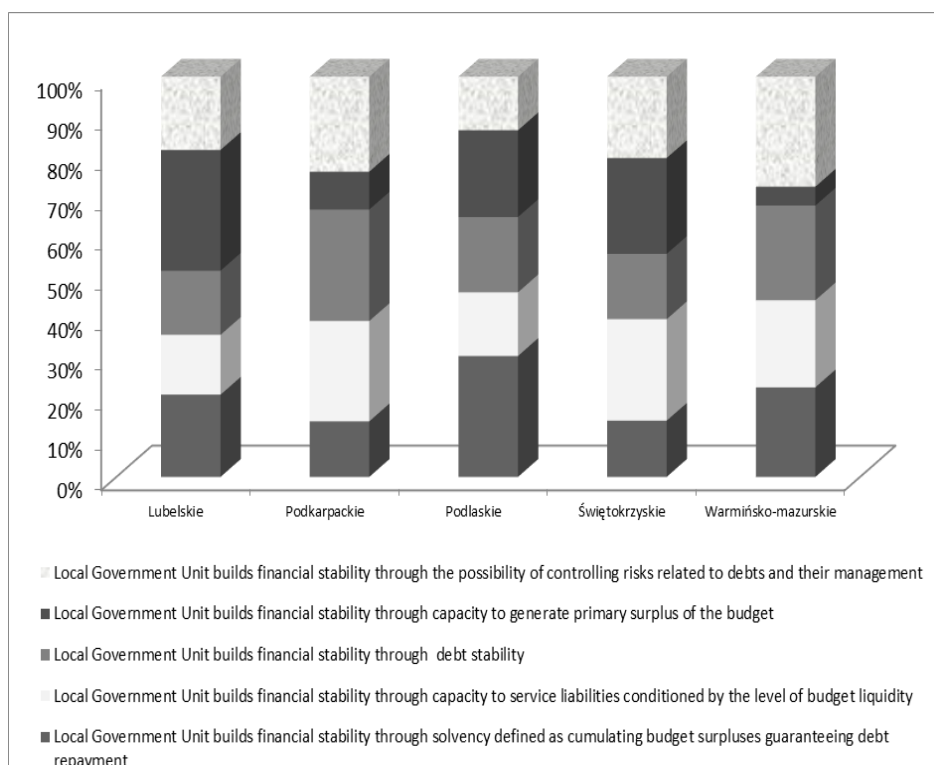 100%
90%
80%
70%
60%
50%
40%
30%
20%
10%
0%
Lubelskie Podkarpackie Podlaskie Świętokrzyskie Warmińsko-mazurskie
Local Government Unit builds financial stability through the possibility of controlling risks related to debts and their management
Local Government Unit builds financial stability through capacity to generate primary surplus of the budget
Local Government Unit builds financial stability through debt stability
Local Government Unit builds financial stability through capacity to service liabilities conditioned by the level of budget liquidity
Local Government Unit builds financial stability through solvency defined as cumulating budget surpluses guaranteeing debt
repayment